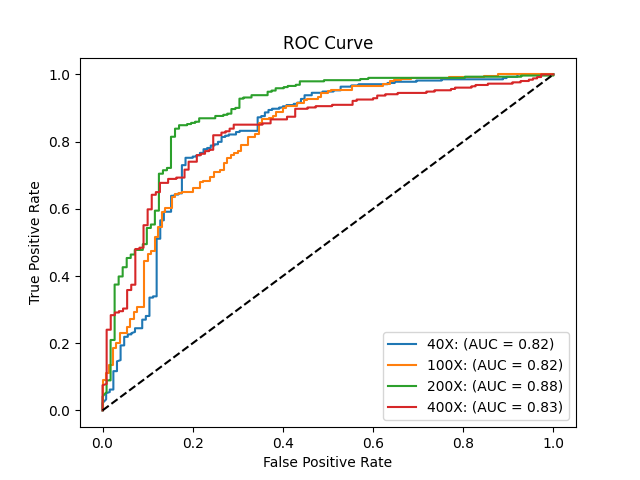 ROC Curve
True Positive Rate
1.0
0.8
0.6
0.4
0.2
0.0
40X: (AUC = 0.82)
100X: (AUC = 0.82)
200X: (AUC = 0.88)
400X: (AUC = 0.83)
0.0 0.2 0.4 0.6 0.8 1.0
False Positive Rate